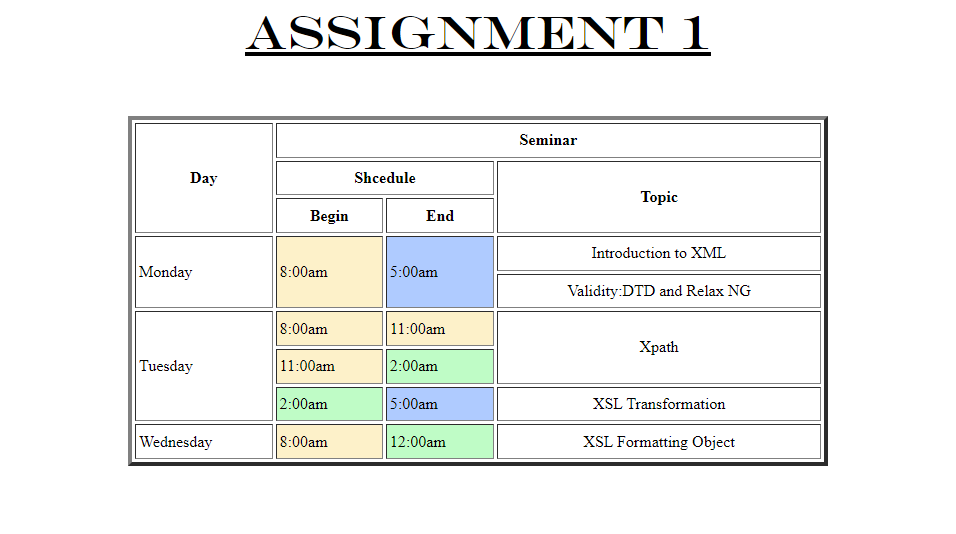 ASSIGNMENT 1
Seminar
Day
Shcedule
Topic
Begin
End
Monday
8:00am
5:00am
Introduction to XML
Validity:DTD and Relax NG
Tuesday
8:00am
11:00am
Xpath
11:00am
2:00am
2:00am
5:00am
XSL Transformation
Wednesday
8:00am
12:00am
XSL Formatting Object